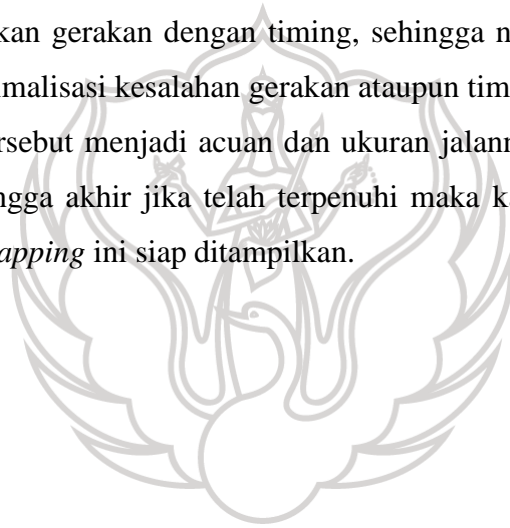 kan gerakan dengan timing, sehingga n
malisasi kesalahan gerakan ataupun tim
rsebut menjadi acuan dan ukuran jalann
ngga akhir jika telah terpenuhi maka ka
apping ini siap ditampilkan.